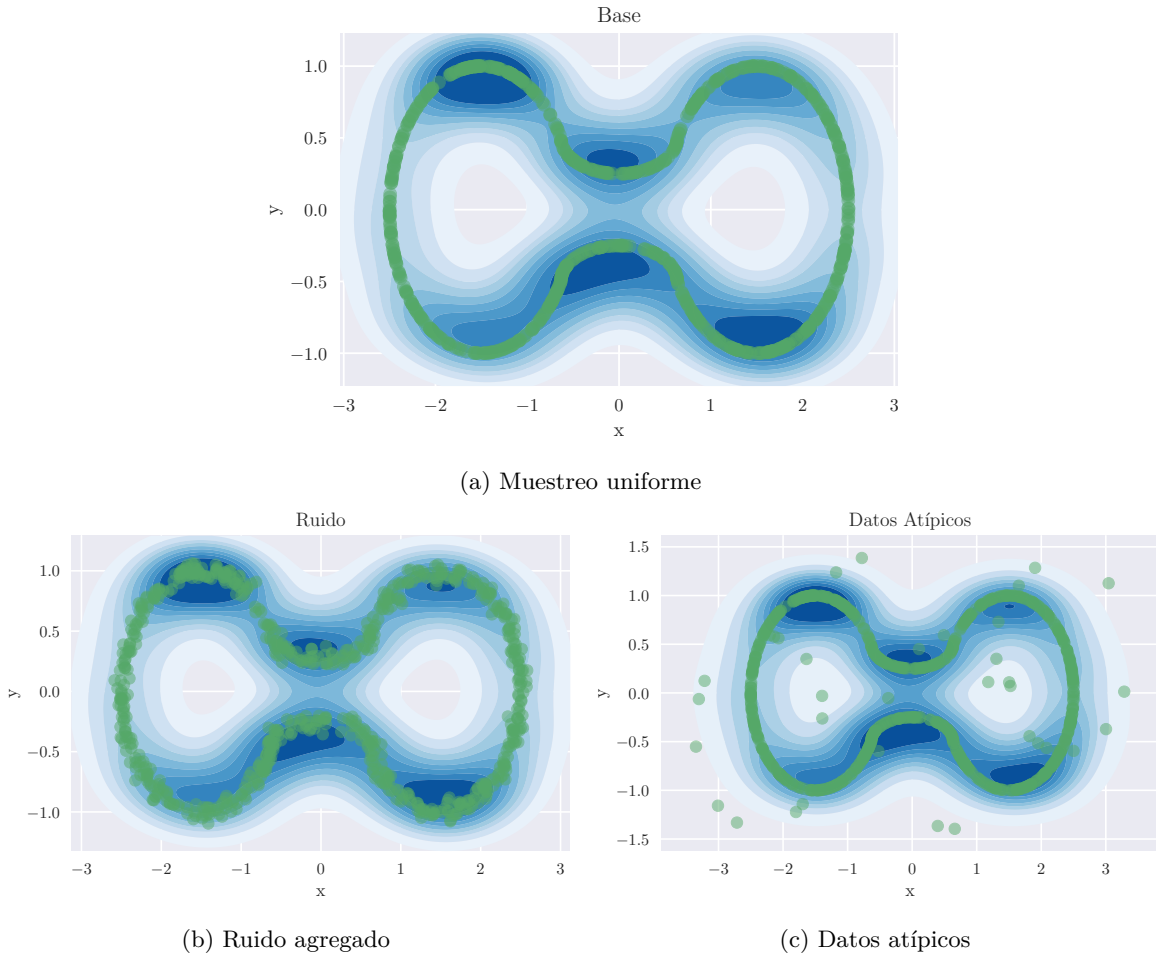 Base
1.0
0.5
0.0
−0.5
−1.0
y
−3 −2 −1 0 1 2 3
x
(a) Muestreo uniforme
Ruido
1.0
0.5
0.0
−0.5
−1.0
y
−3 −2 −1 0 1 2 3
x
(b) Ruido agregado
Datos Atípicos
1.5
1.0
0.5
0.0
−0.5
−1.0
−1.5
y
−3 −2 −1 0 1 2 3
x
(c) Datos atípicos